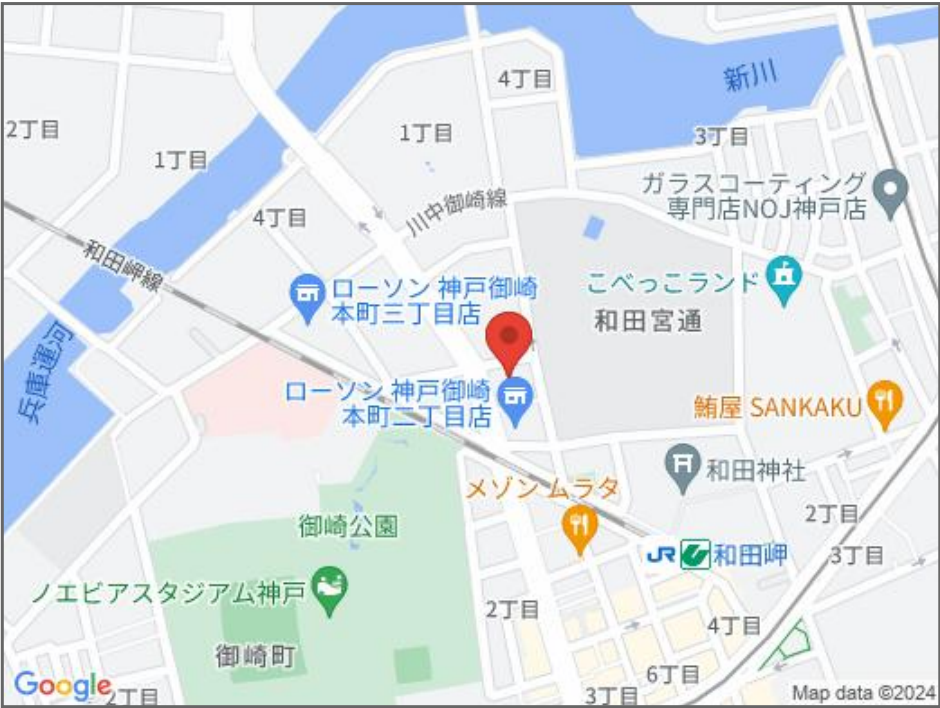 4丁目
新川
2丁目
1丁目
1丁目
3丁目
ガラスコーティング
専門店NOJ神戸店
川中御崎線
4丁目
和田岬線
こべっこランド
ローソン 神戸御崎
本町三丁目店
和田宮通
兵庫運河
ローソン 神戸御崎
本町二丁目店
鮪屋 SANKAKU
和田神社
メゾン ムラタ
2丁目
御崎公園
JR 和田岬
3丁目
ノエビアスタジアム神戸
2丁目
4丁目
御崎町
6丁目
Google
2丁目
3丁目
Map data ©2024